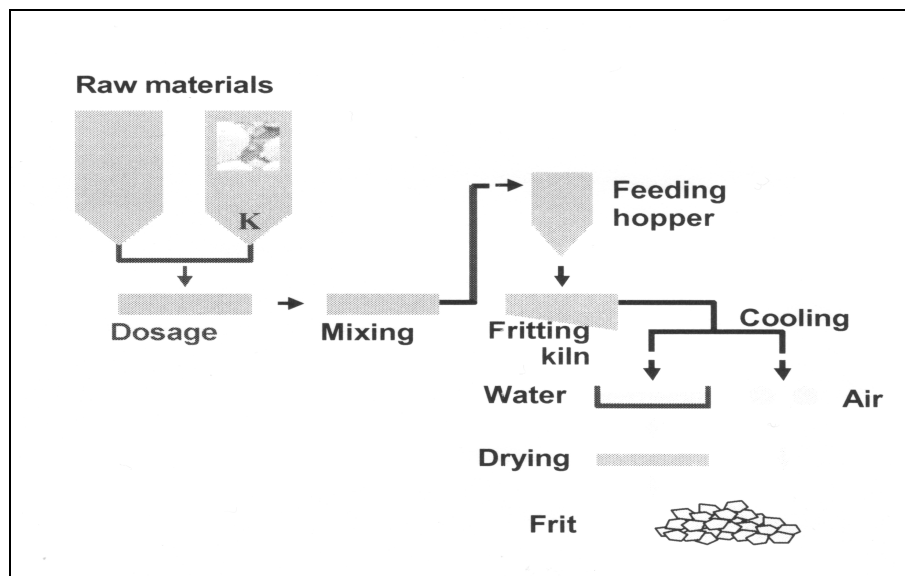 Raw materials
K
Feeding
hopper
Dosage
Mixing
Fritting
kiln
Cooling
Water
Air
Drying
Frit